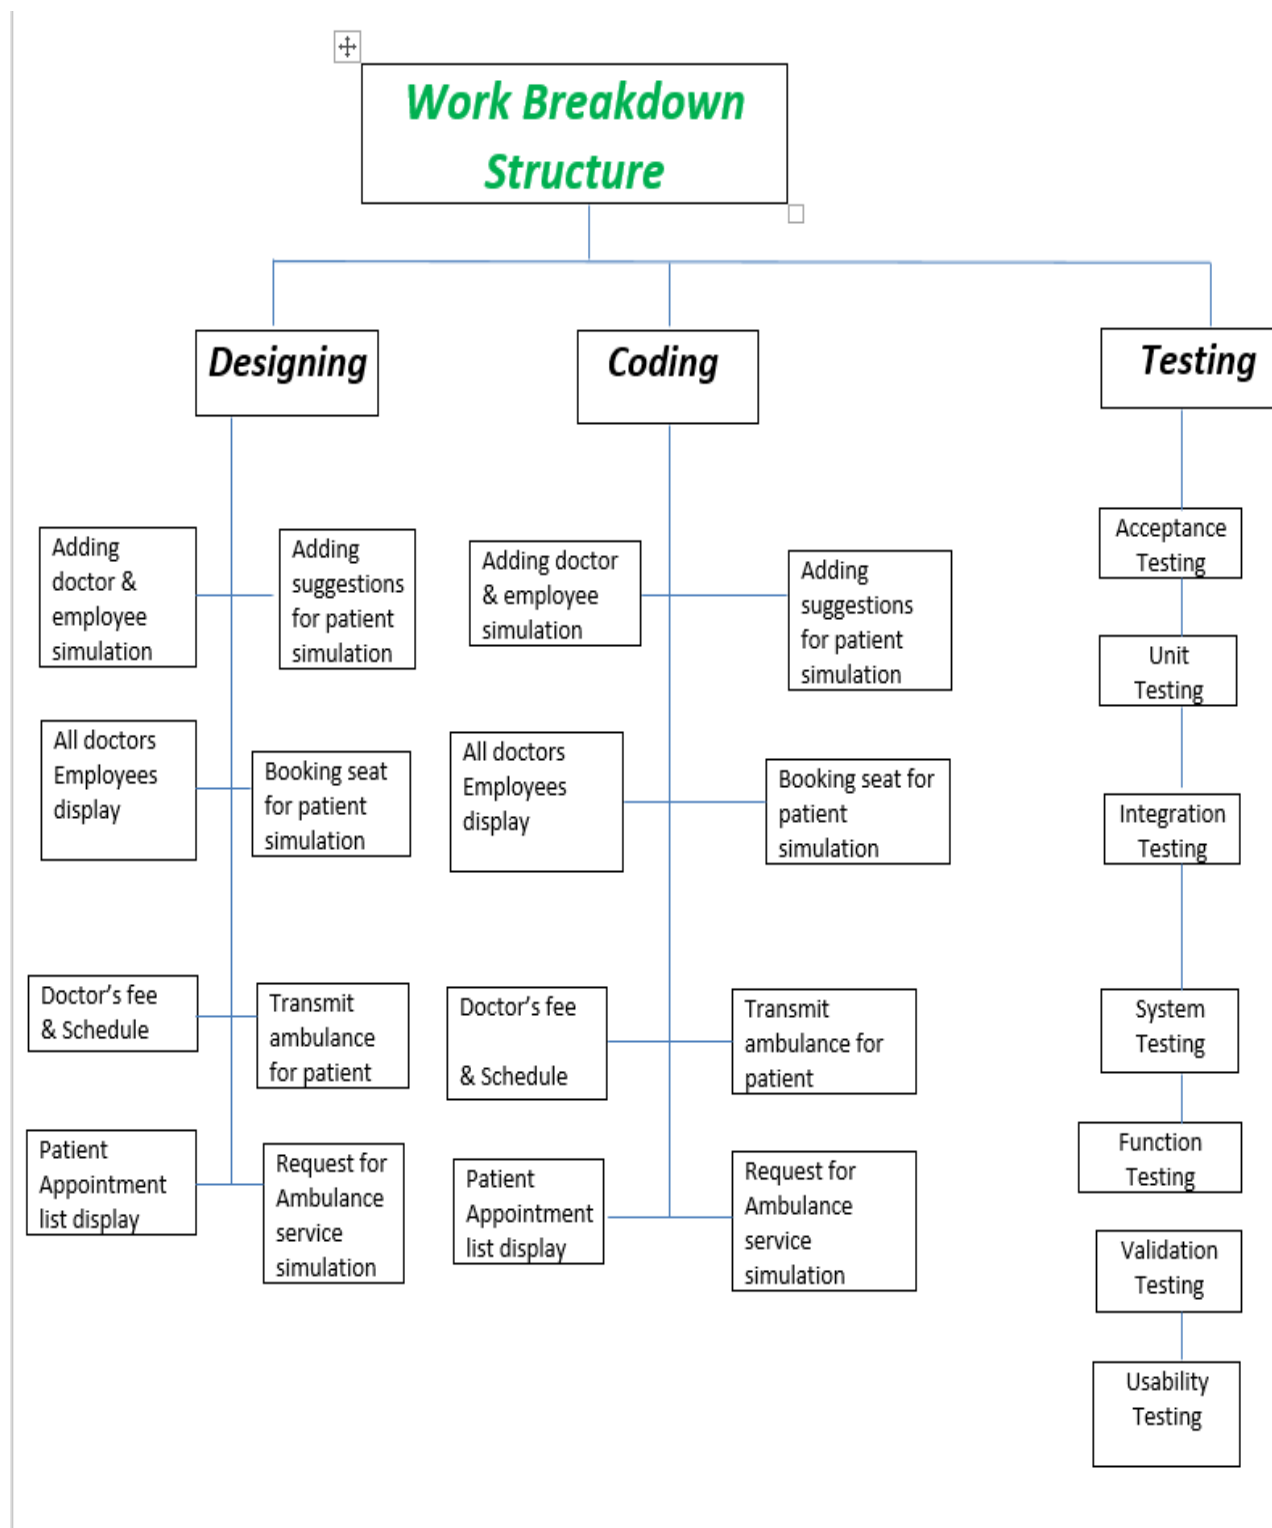 Work Breakdown
Structure
Designing
Coding
Testing
Adding
doctor &
employee
simulation
Adding
suggestions
for patient
simulation
Adding doctor
& employee
simulation
Adding
suggestions
for patient
simulation
Acceptance
Testing
Unit
Testing
All doctors
Employees
display
Booking seat
for patient
simulation
All doctors
Employees
display
Booking seat for
patient
simulation
Integration
Testing
Doctor’s fee
& Schedule
Transmit
ambulance
for patient
Doctor’s fee
& Schedule
Transmit
ambulance for
patient
System
Testing
Function
Testing
Patient
Appointment
list display
Request for
Ambulance
service
simulation
Patient
Appointment
list display
Request for
Ambulance
service
simulation
Validation
Testing
Usability
Testing